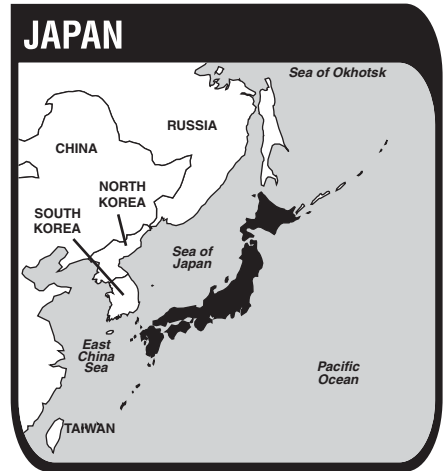 JAPAN
Sea of Okhotsk
RUSSIA
CHINA
NORTH
KOREA
SOUTH
KOREA
Sea of
Japan
East
China
Sea
Pacific
Ocean
TAIWAN